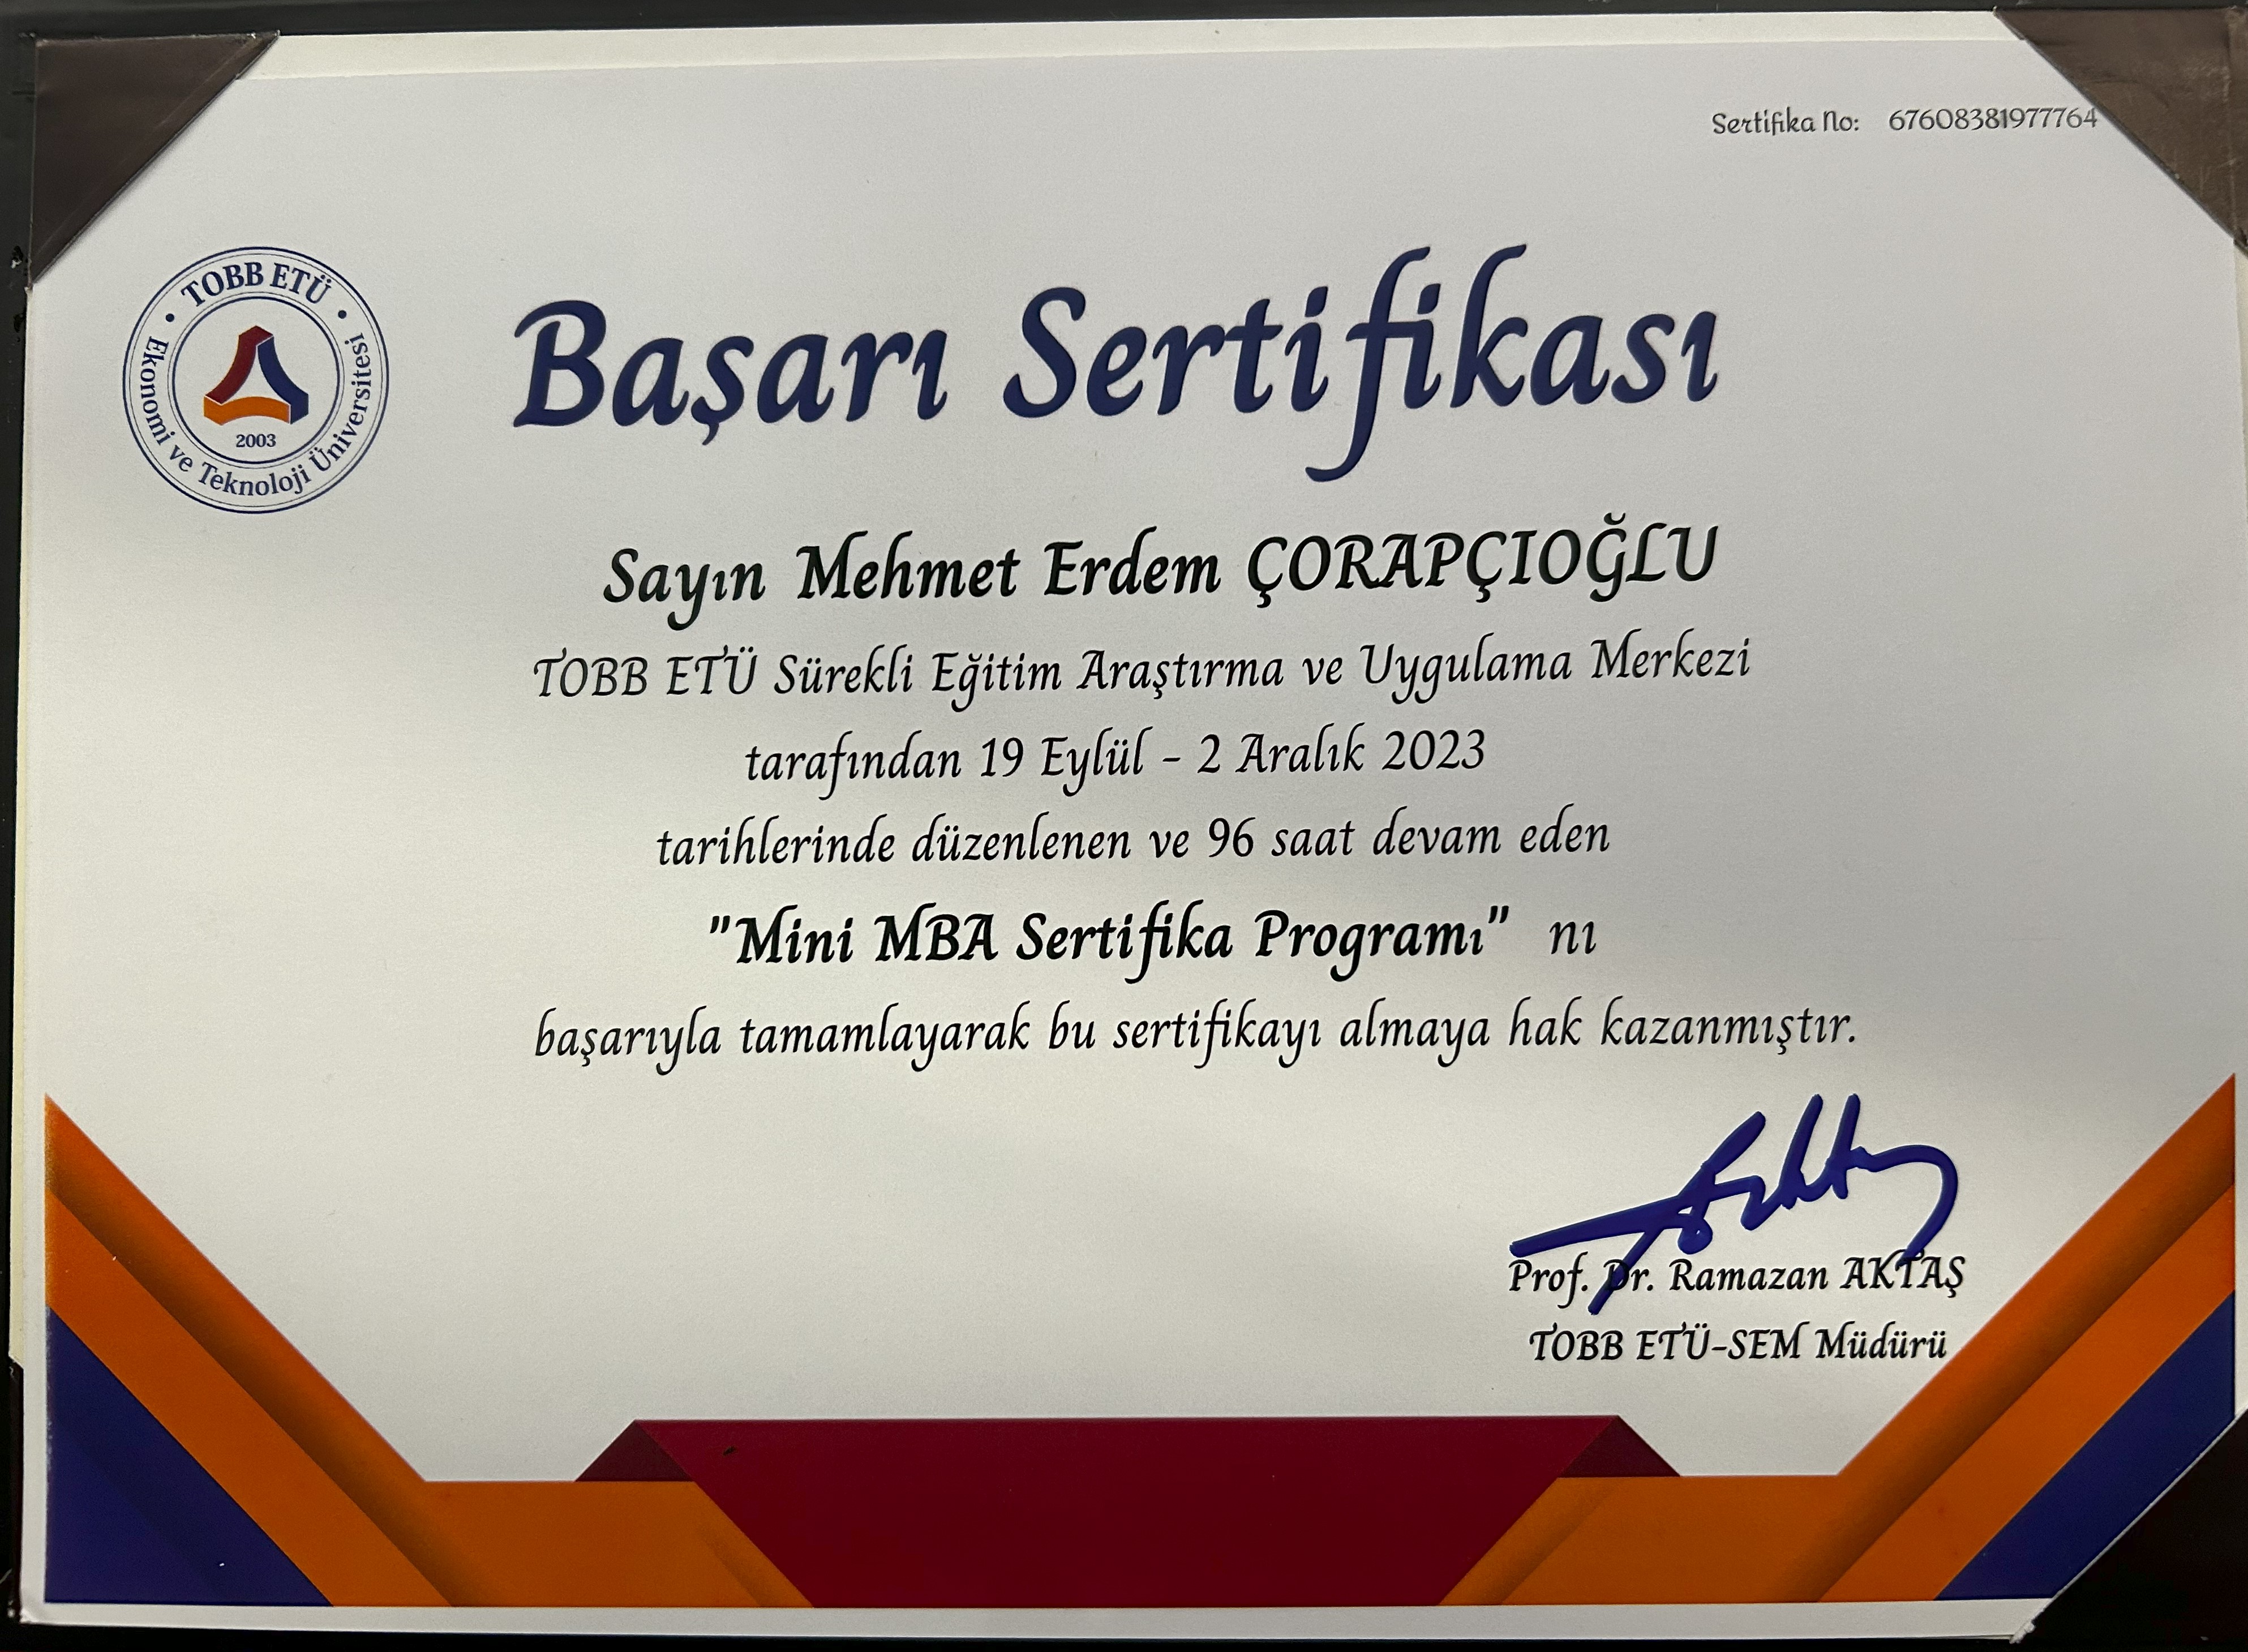 Sertifika No: 67608381977764
TOBB ETÜ
Ekonomi ve Teknoloji Üniversitesi
2003
Başarı Sertifikası
Sayın Mehmet Erdem ÇORAPÇIOĞLU
TOBB ETÜ Sürekli Eğitim Araştırma ve Uygulama Merkezi
tarafından 19 Eylül - 2 Aralık 2023
tarihlerinde düzenlenen ve 96 saat devam eden
"Mini MBA Sertifika Programı" nı
başarıyla tamamlayarak bu sertifikayı almaya hak kazanmıştır.
Prof. Dr. Ramazan AKTAŞ
TOBB ETÜ-SEM Müdürü